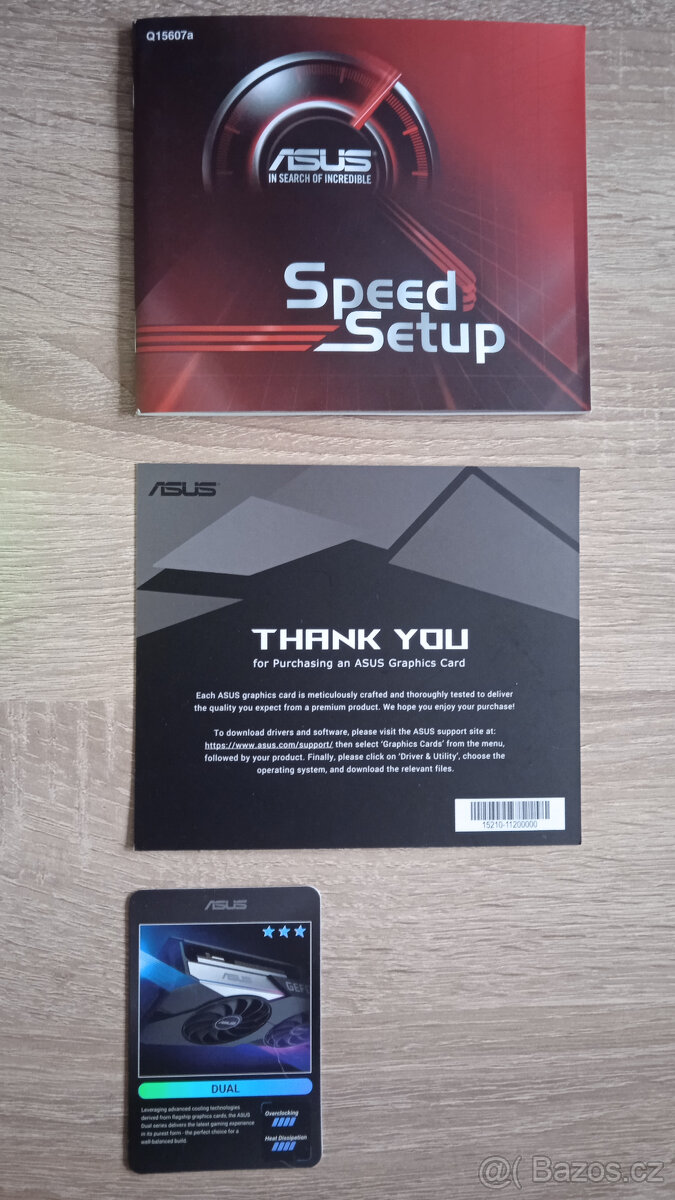 Q15607a
ASUS
IN SEARCH OF INCREDIBLE
Speed
Setup
ASUS
THANK YOU
for Purchasing an ASUS Graphics Card
Each ASUS graphics card is meticulously crafted and thoroughly tested to deliver
the quality you expect from a premium product. We hope you enjoy your purchase!
To download drivers and software, please visit the ASUS support site at:
https://www.asus.com/support/ then select 'Graphics Cards' from the menu,
followed by your product. Finally, please click on 'Driver & Utility', choose the
operating system, and download the relevant files.
15210-11200000
ASUS
ASUS
GEF
ASUS
DUAL
Leveraging advanced cooling technologies
derived from flagship graphics cards, the ASUS
Dual series delivers the latest gaming experience
in its purest form - the perfect choice for a
well-balanced build.
Overclocking
Heat Dissipation
@( Bazos.cz